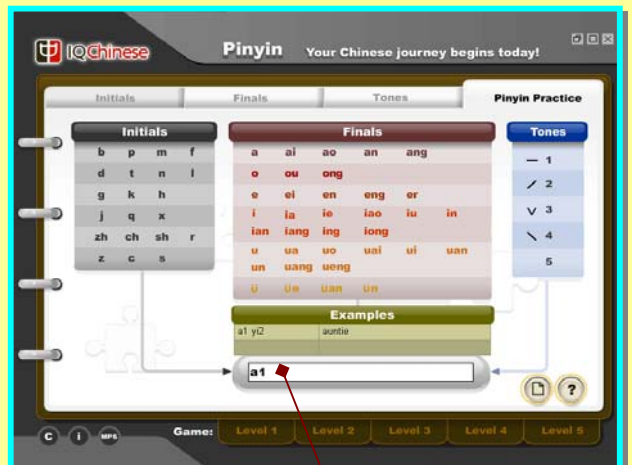 IQChinese Pinyin Your Chinese journey begins today!
Initials Finals Tones Pinyin Practice
Initials Finals Tones
b p m f a ai ao an ang — 1
d t n l o ou ong ／ 2
g k h e ei en eng er ∨ 3
j q x i ia ie iao iu in ＼ 4
zh ch sh r ian iang ing iong 5
z c s u ua uo uai ui uan
un uang ueng
ü üe üan ün
Examples
a1 yi2 auntie
a1
?
C i MPS Game: Level 1 Level 2 Level 3 Level 4 Level 5